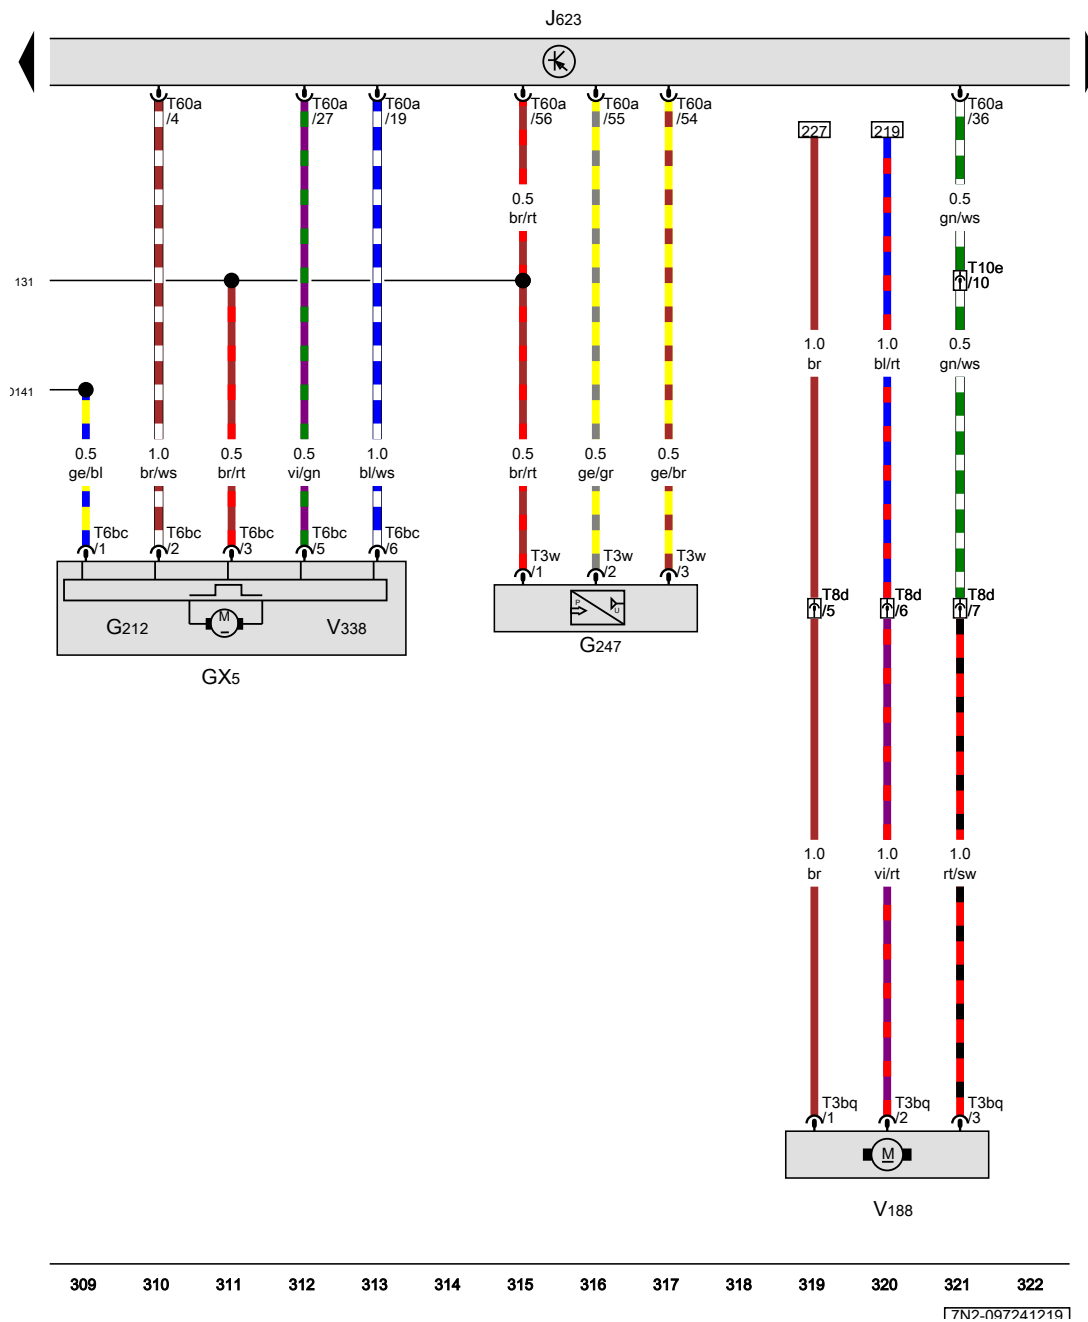 J623
T60a
/4
T60a
/27
T60a
/19
T60a
/56
T60a
/55
T60a
/54
T60a
/36
227
219
0.5
br/rt
0.5
gn/ws
131
T10e
/10
1.0
br
1.0
bl/rt
0.5
gn/ws
0141
0.5
ge/bl
1.0
br/ws
0.5
br/rt
0.5
vi/gn
1.0
bl/ws
0.5
br/rt
0.5
ge/gr
0.5
ge/br
T6bc
/1
T6bc
/2
T6bc
/3
T6bc
/5
T6bc
/6
T3w
/1
T3w
/2
T3w
/3
T8d
/5
T8d
/6
T8d
/7
P
U
M
G212
V338
G247
GX5
1.0
br
1.0
vi/rt
1.0
rt/sw
T3bq
/1
T3bq
/2
T3bq
/3
M
V188
309 310 311 312 313 314 315 316 317 318 319 320 321 322
7N2-097241219